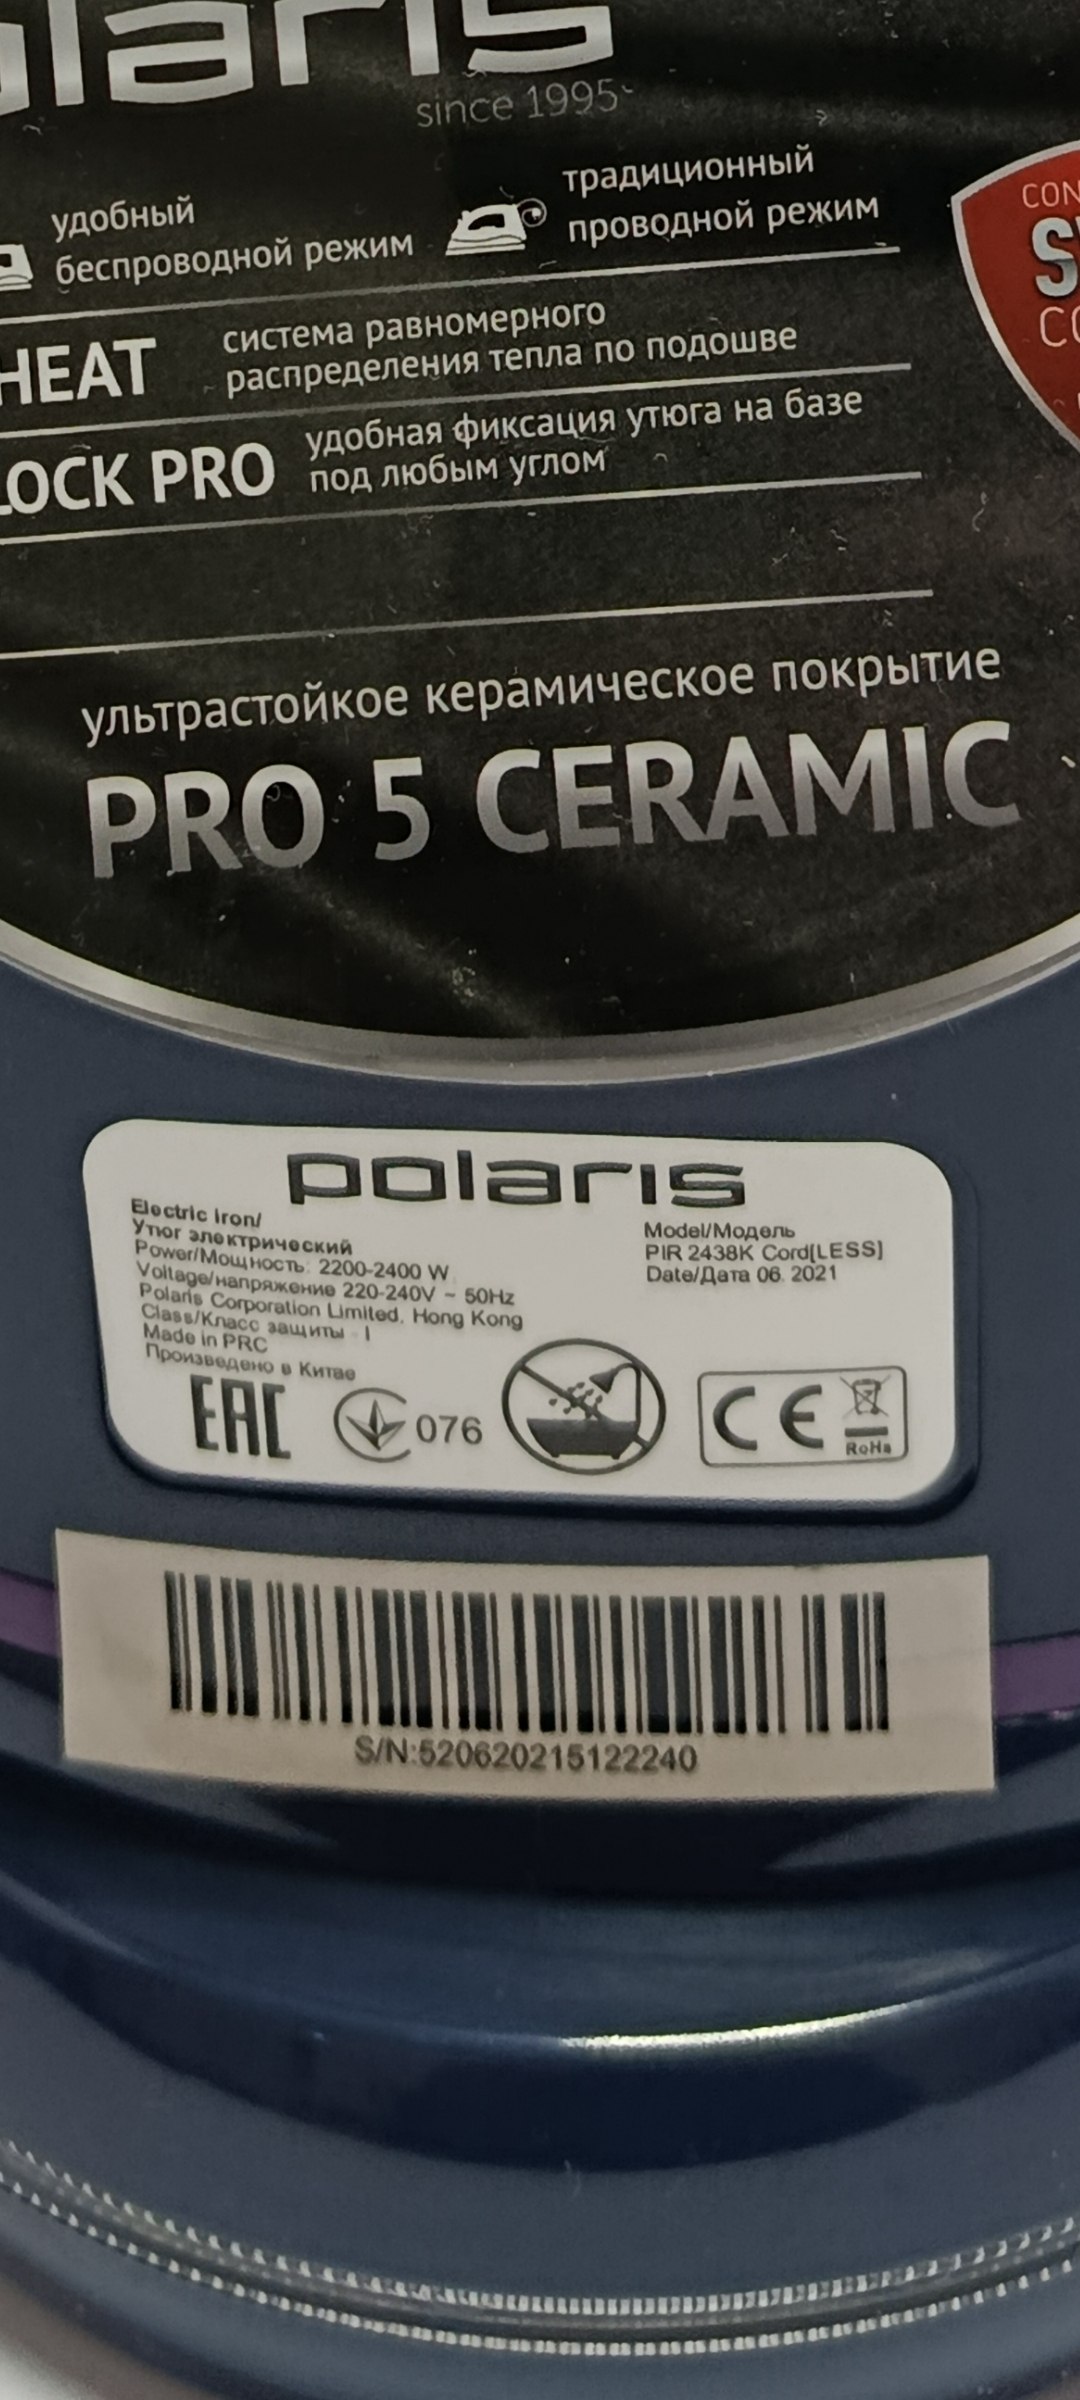 polaris
since 1995
удобный
беспроводной режим
традиционный
проводной режим
HEAT
система равномерного
распределения тепла по подошве
LOCK PRO
удобная фиксация утюга на базе
под любым углом
ультрастойкое керамическое покрытие
PRO 5 CERAMIC
polaris
Electric iron/
Утюг электрический
Power/Мощность: 2200-2400 W
Voltage/напряжение 220-240V ~ 50Hz
Polaris Corporation Limited, Hong Kong
Class/Класс защиты - I
Made in PRC
Произведено в Китае
Model/Модель
PIR 2438K Cord[LESS]
Date/Дата 06. 2021
EAC
076
CE
RoHs
S/N:520620215122240